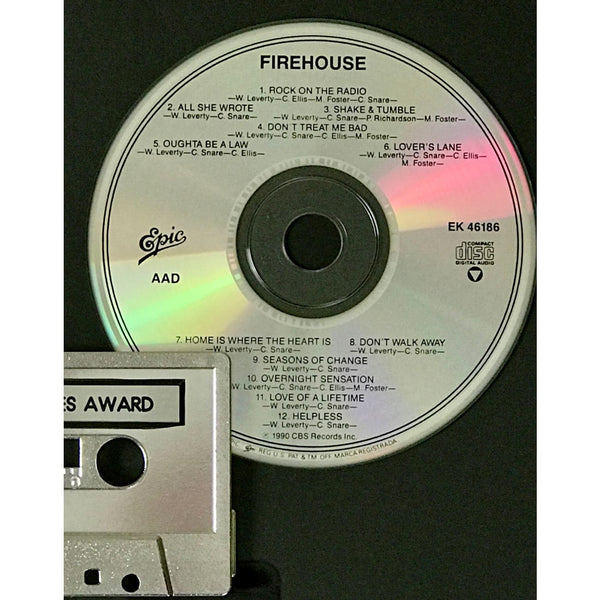 FIREHOUSE
1. ROCK ON THE RADIO
—W. Leverty—C. Ellis—M. Foster—C. Snare—
2. ALL SHE WROTE
—W. Leverty—C. Snare—
3. SHAKE & TUMBLE
—W. Leverty—C. Snare—P. Richardson—M. Foster—
4. DON'T TREAT ME BAD
—W. Leverty—C. Snare—C. Ellis—M. Foster—
5. OUGHTA BE A LAW
—W. Leverty—C. Snare—C. Ellis—
6. LOVER'S LANE
—W. Leverty—C. Snare—C. Ellis—
M. Foster—
Epic
AAD
EK 46186
COMPACT
disc
DIGITAL AUDIO
7. HOME IS WHERE THE HEART IS
—W. Leverty—C. Snare—
8. DON'T WALK AWAY
—W. Leverty—C. Snare—
9. SEASONS OF CHANGE
—W. Leverty—C. Snare—
10. OVERNIGHT SENSATION
—W. Leverty—C. Snare—C. Ellis—M. Foster—
11. LOVE OF A LIFETIME
—W. Leverty—C. Snare—
12. HELPLESS
—W. Leverty—C. Snare—
℗ 1990 CBS Records Inc.
Epic REG U.S. PAT & TM. OFF. MARCA REGISTRADA
ES AWARD